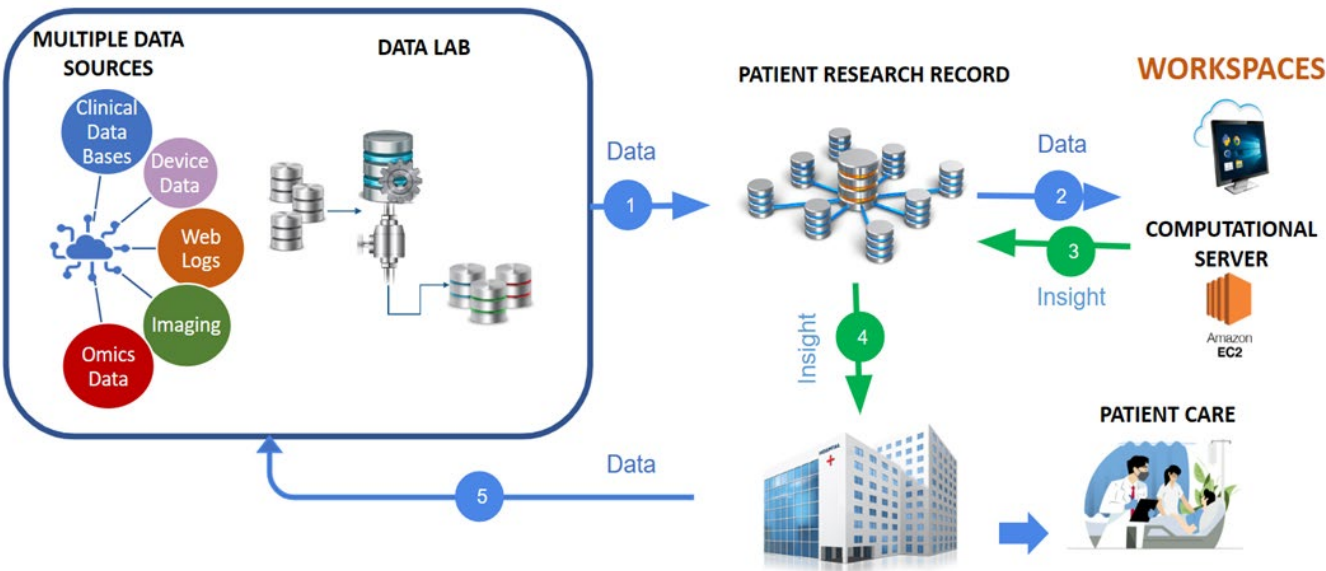 MULTIPLE DATA
SOURCES
DATA LAB
Clinical
Data
Bases
Device
Data
Web
Logs
Imaging
Omics
Data
Data
1
PATIENT RESEARCH RECORD
Data
2
3
Insight
WORKSPACES
COMPUTATIONAL
SERVER
Amazon
EC2
Insight
4
HOSPITAL
PATIENT CARE
Data
5